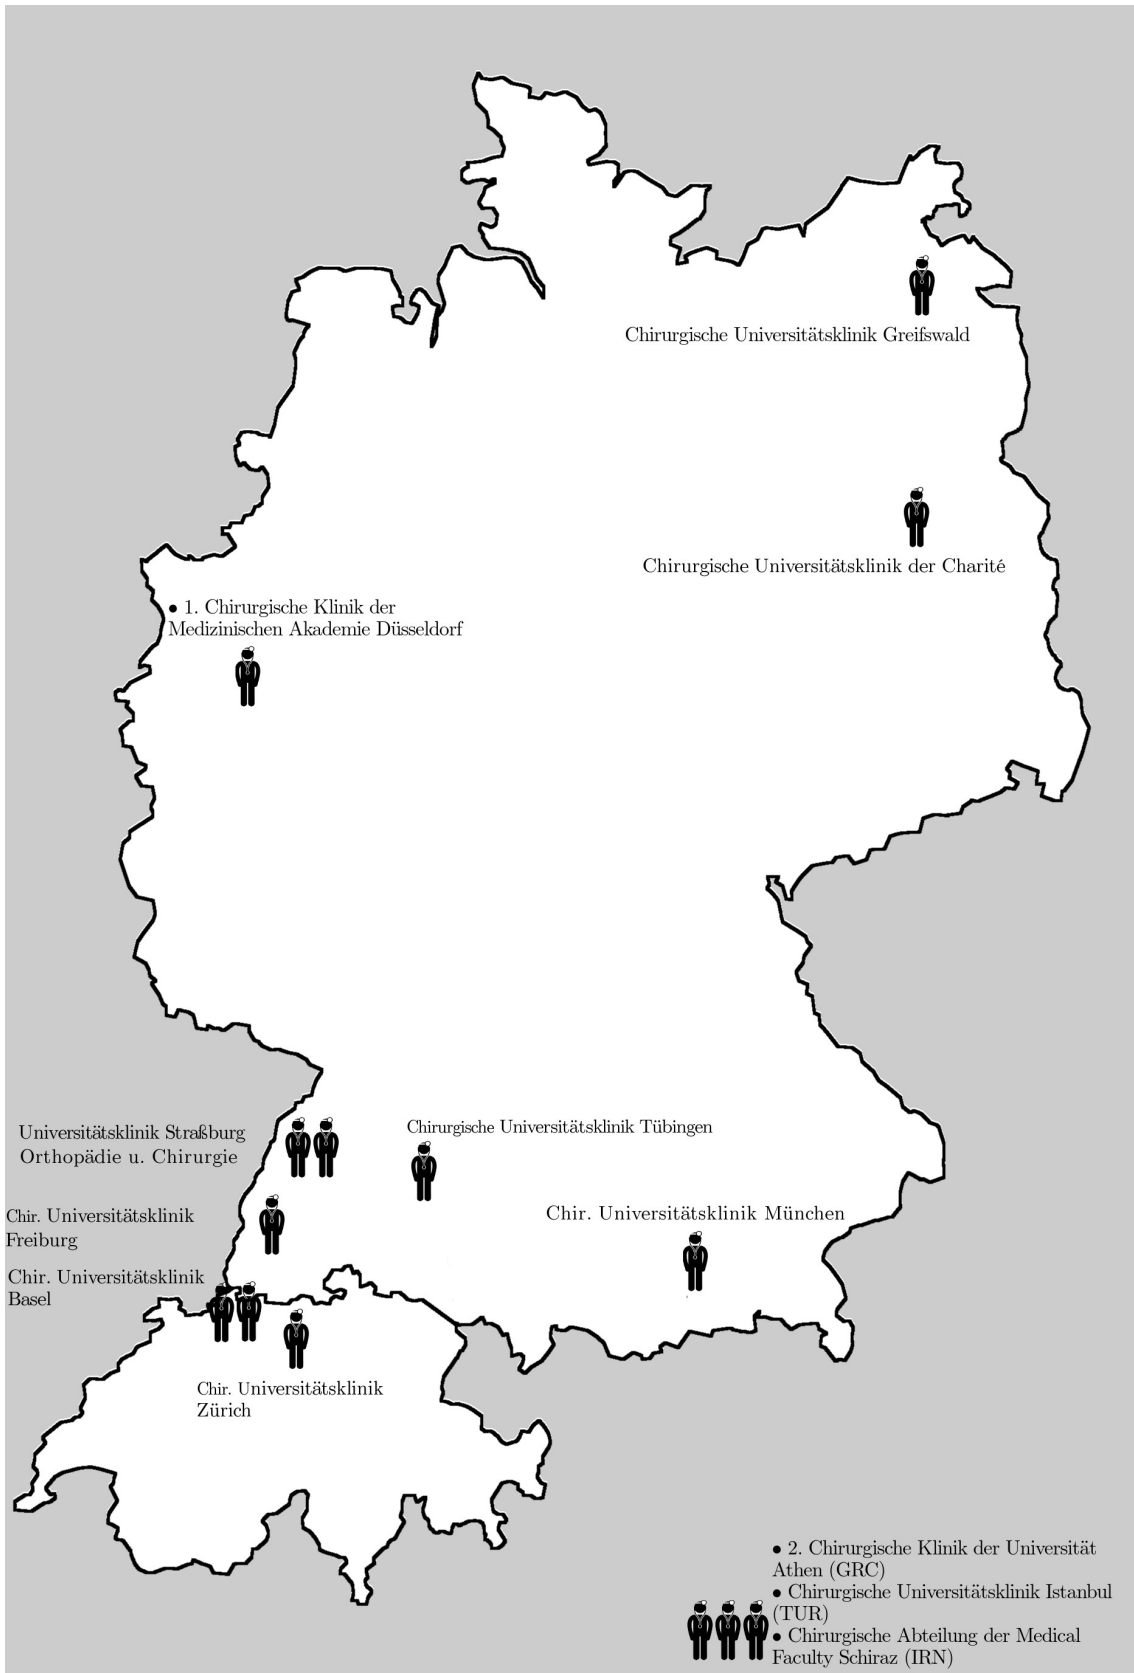 Chirurgische Universitätsklinik Greifswald
Chirurgische Universitätsklinik der Charité
• 1. Chirurgische Klinik der
Medizinischen Akademie Düsseldorf
Universitätsklinik Straßburg
Orthopädie u. Chirurgie
Chirurgische Universitätsklinik Tübingen
Chir. Universitätsklinik
Freiburg
Chir. Universitätsklinik München
Chir. Universitätsklinik
Basel
Chir. Universitätsklinik
Zürich
• 2. Chirurgische Klinik der Universität
Athen (GRC)
• Chirurgische Universitätsklinik Istanbul
(TUR)
• Chirurgische Abteilung der Medical
Faculty Schiraz (IRN)